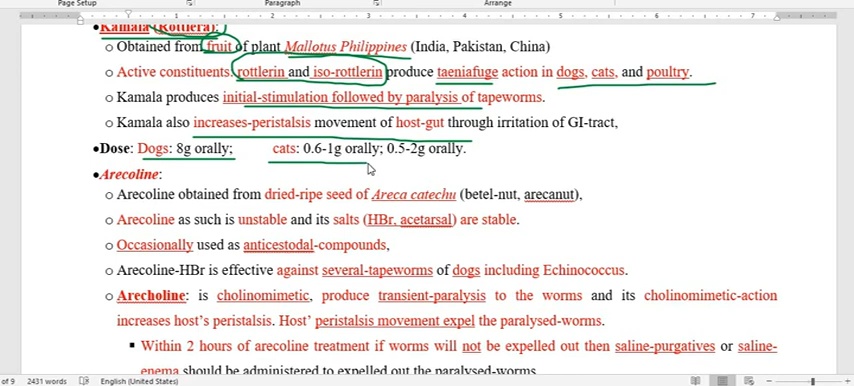 Page Setup
Paragraph
Arrange
•Kamala (Rottlera):
o Obtained from fruit of plant Mallotus Philippines (India, Pakistan, China)
o Active constituents: rottlerin and iso-rottlerin produce taeniafuge action in dogs, cats, and poultry.
o Kamala produces initial-stimulation followed by paralysis of tapeworms.
o Kamala also increases-peristalsis movement of host-gut through irritation of GI-tract,
•Dose: Dogs: 8g orally; cats: 0.6-1g orally; 0.5-2g orally.
•Arecoline:
o Arecoline obtained from dried-ripe seed of Areca catechu (betel-nut, arecanut),
o Arecoline as such is unstable and its salts (HBr, acetarsal) are stable.
o Occasionally used as anticestodal-compounds,
o Arecoline-HBr is effective against several-tapeworms of dogs including Echinococcus.
o Arecholine: is cholinomimetic, produce transient-paralysis to the worms and its cholinomimetic-action
increases host's peristalsis. Host' peristalsis movement expel the paralysed-worms.
▪ Within 2 hours of arecoline treatment if worms will not be expelled out then saline-purgatives or saline-
enema should be administered to expelled out the paralysed-worms
of 9 2431 words English (United States)